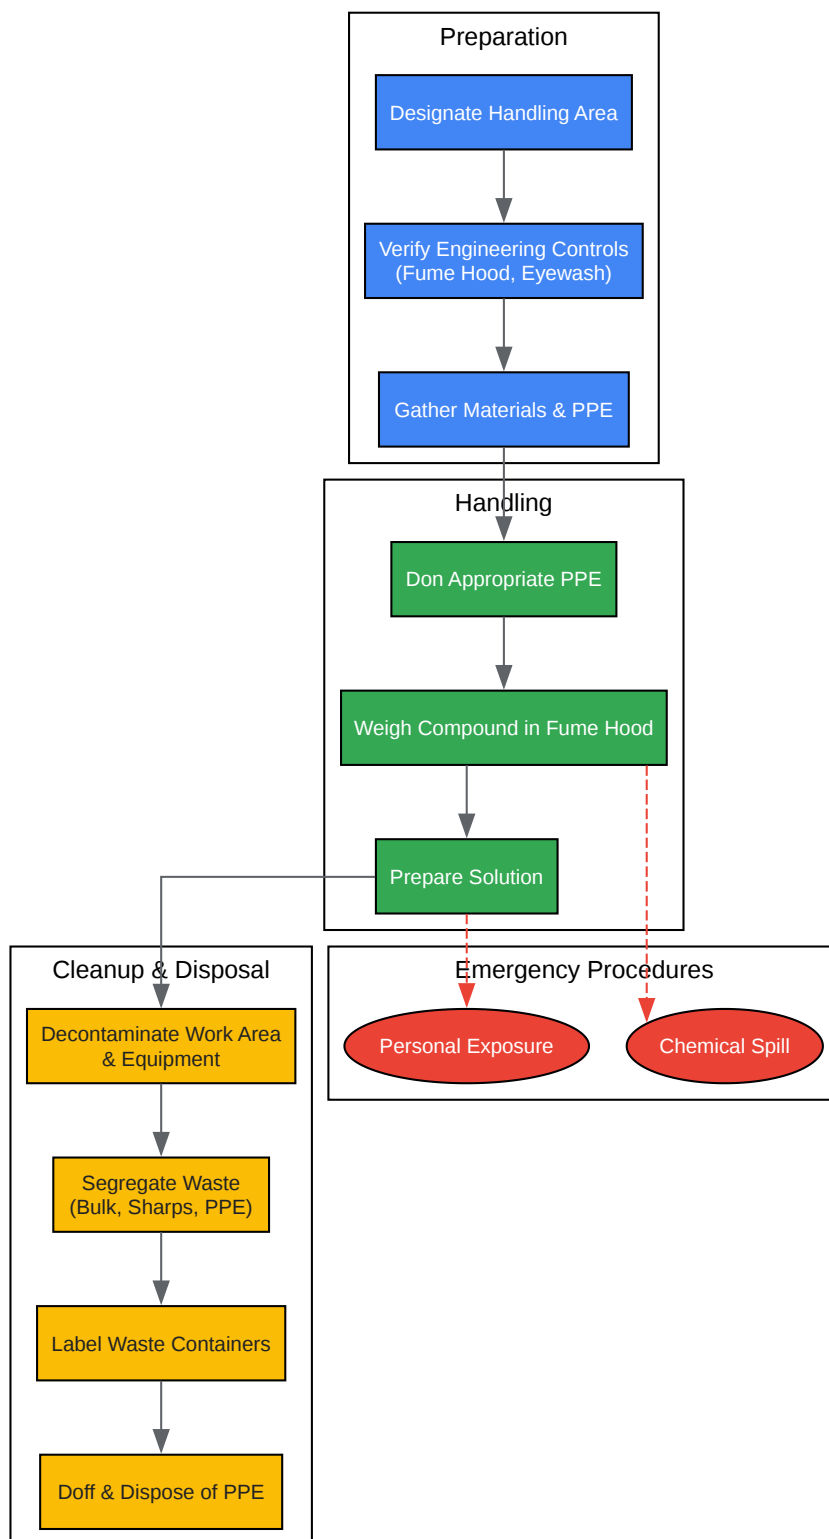 Preparation
Designate Handling Area
Verify Engineering Controls
(Fume Hood, Eyewash)
Gather Materials & PPE
Handling
Don Appropriate PPE
Weigh Compound in Fume Hood
Prepare Solution
Cleanup & Disposal
Decontaminate Work Area
& Equipment
Segregate Waste
(Bulk, Sharps, PPE)
Label Waste Containers
Doff & Dispose of PPE
Emergency Procedures
Personal Exposure
Chemical Spill